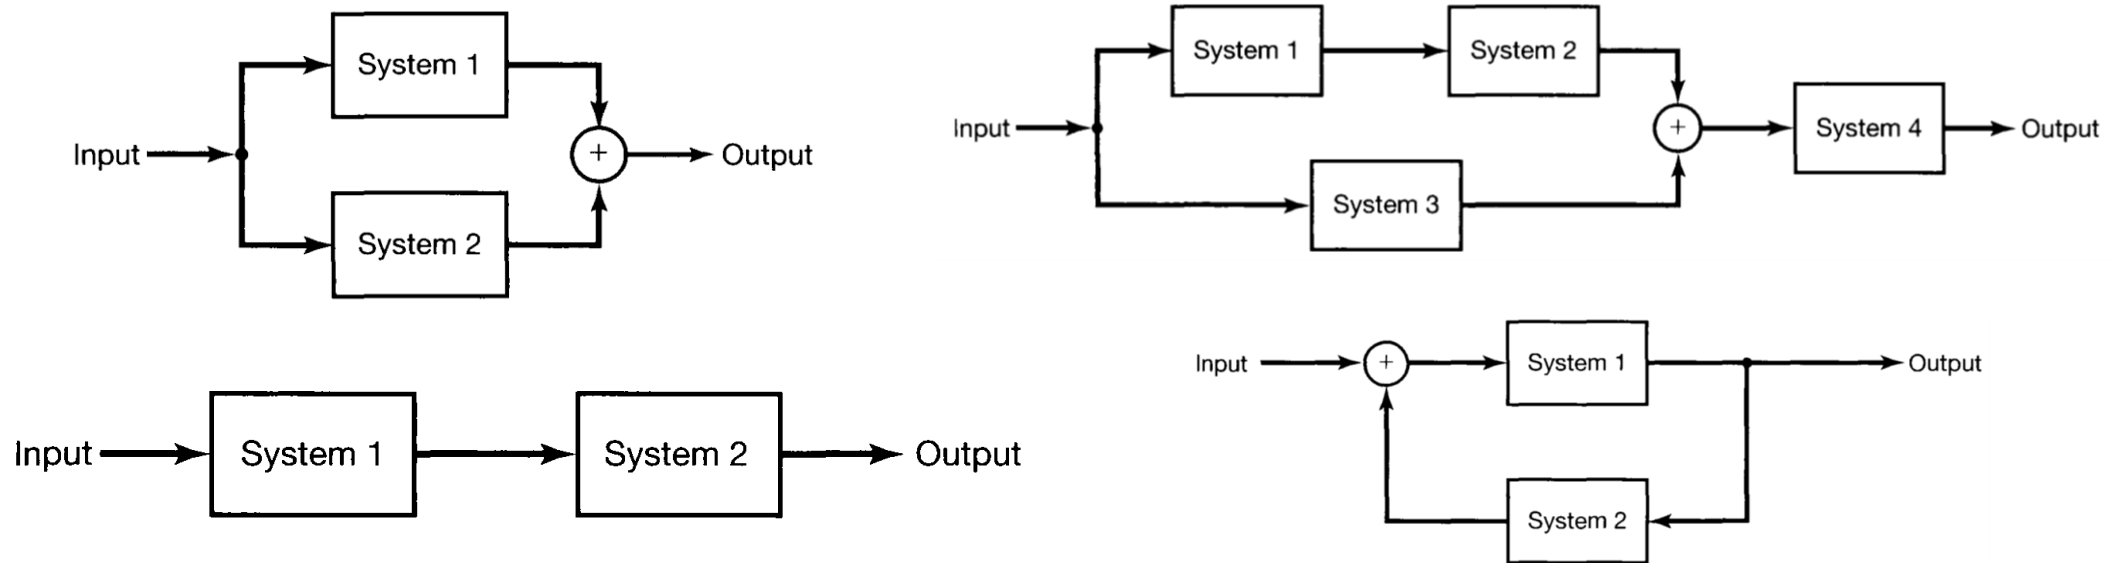 System 1
Input
+
Output
System 2
System 1
System 2
Input
+
System 4
Output
System 3
Input
System 1
System 2
Output
Input
+
System 1
Output
System 2